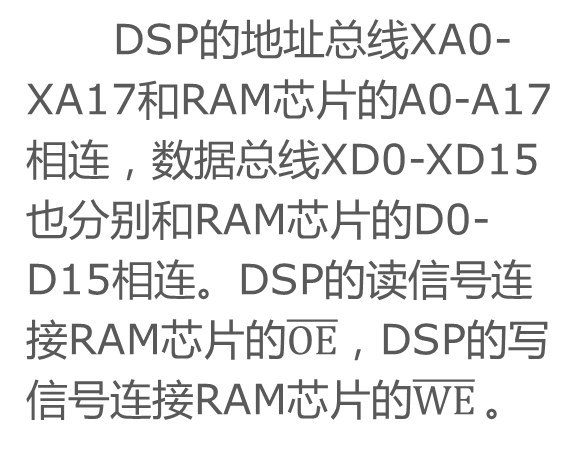 DSP的地址总线XA0-
XA17和RAM芯片的A0-A17
相连，数据总线XD0-XD15
也分别和RAM芯片的D0-
D15相连。DSP的读信号连
接RAM芯片的O̅E̅，DSP的写
信号连接RAM芯片的W̅E̅。